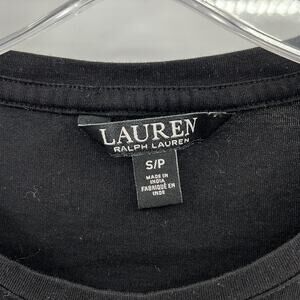 LAUREN
RALPH LAUREN
S/P
MADE IN
INDIA
FABRIQUÉ EN
INDE